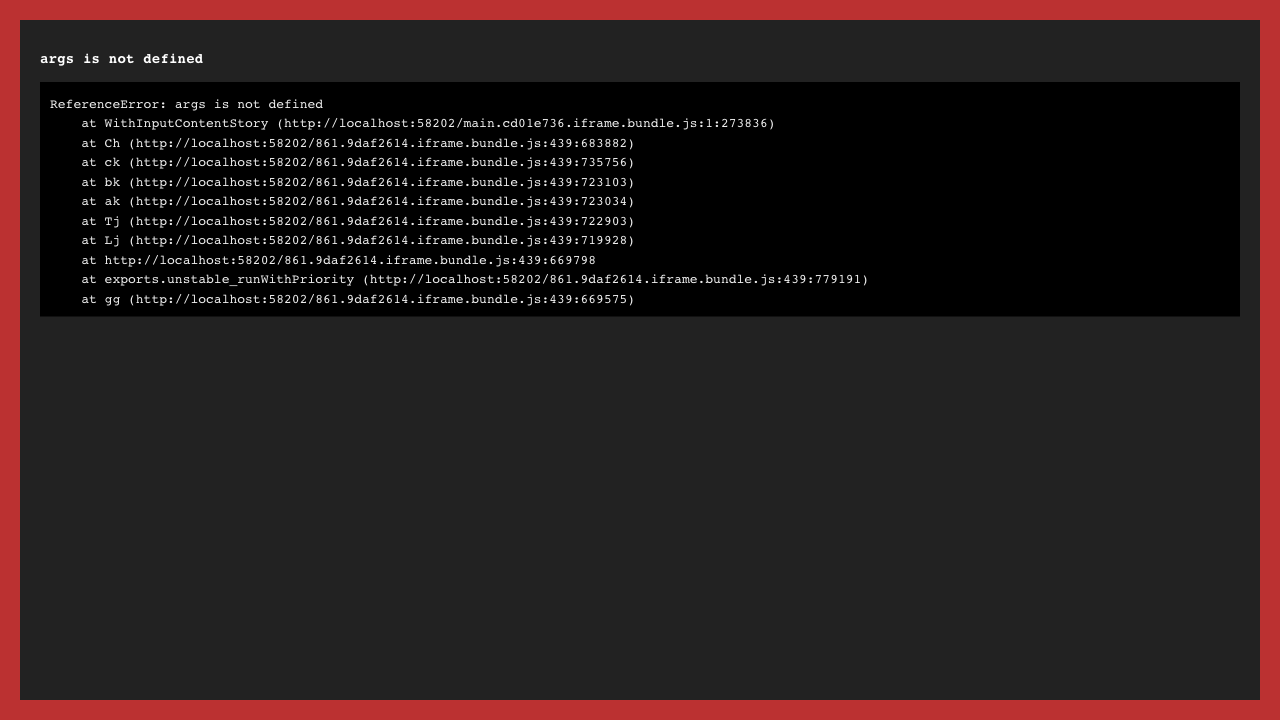 args is not defined
ReferenceError: args is not defined
    at WithInputContentStory (http://localhost:58202/main.cd01e736.iframe.bundle.js:1:273836)
    at Ch (http://localhost:58202/861.9daf2614.iframe.bundle.js:439:683882)
    at ck (http://localhost:58202/861.9daf2614.iframe.bundle.js:439:735756)
    at bk (http://localhost:58202/861.9daf2614.iframe.bundle.js:439:723103)
    at ak (http://localhost:58202/861.9daf2614.iframe.bundle.js:439:723034)
    at Tj (http://localhost:58202/861.9daf2614.iframe.bundle.js:439:722903)
    at Lj (http://localhost:58202/861.9daf2614.iframe.bundle.js:439:719928)
    at http://localhost:58202/861.9daf2614.iframe.bundle.js:439:669798
    at exports.unstable_runWithPriority (http://localhost:58202/861.9daf2614.iframe.bundle.js:439:779191)
    at gg (http://localhost:58202/861.9daf2614.iframe.bundle.js:439:669575)